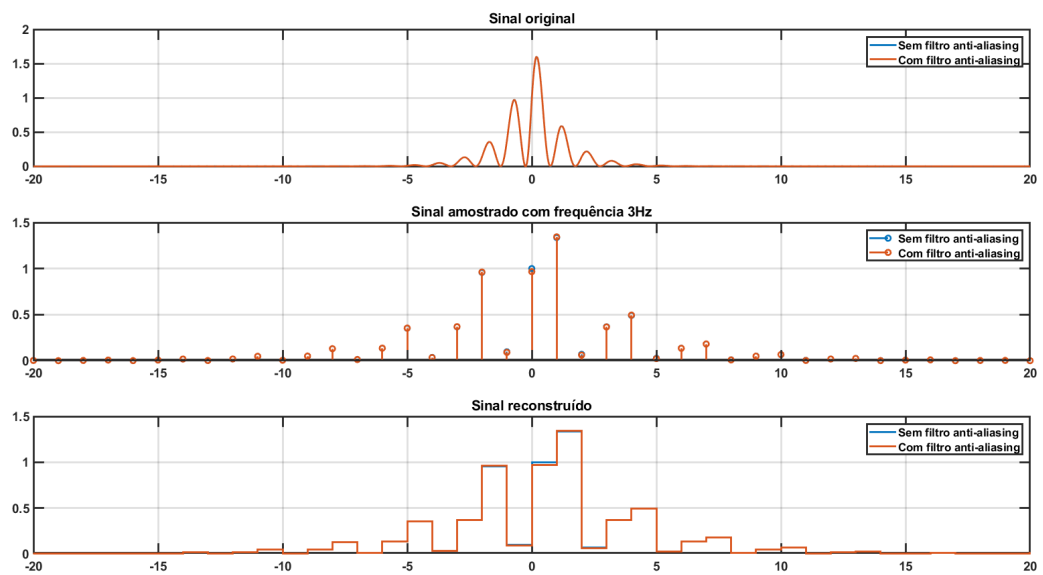 Sinal original
2
1.5
1
0.5
0
Sem filtro anti-aliasing
Com filtro anti-aliasing
-20 -15 -10 -5 0 5 10 15 20
Sinal amostrado com frequência 3Hz
1.5
1
0.5
0
Sem filtro anti-aliasing
Com filtro anti-aliasing
-20 -15 -10 -5 0 5 10 15 20
Sinal reconstruído
1.5
1
0.5
0
Sem filtro anti-aliasing
Com filtro anti-aliasing
-20 -15 -10 -5 0 5 10 15 20